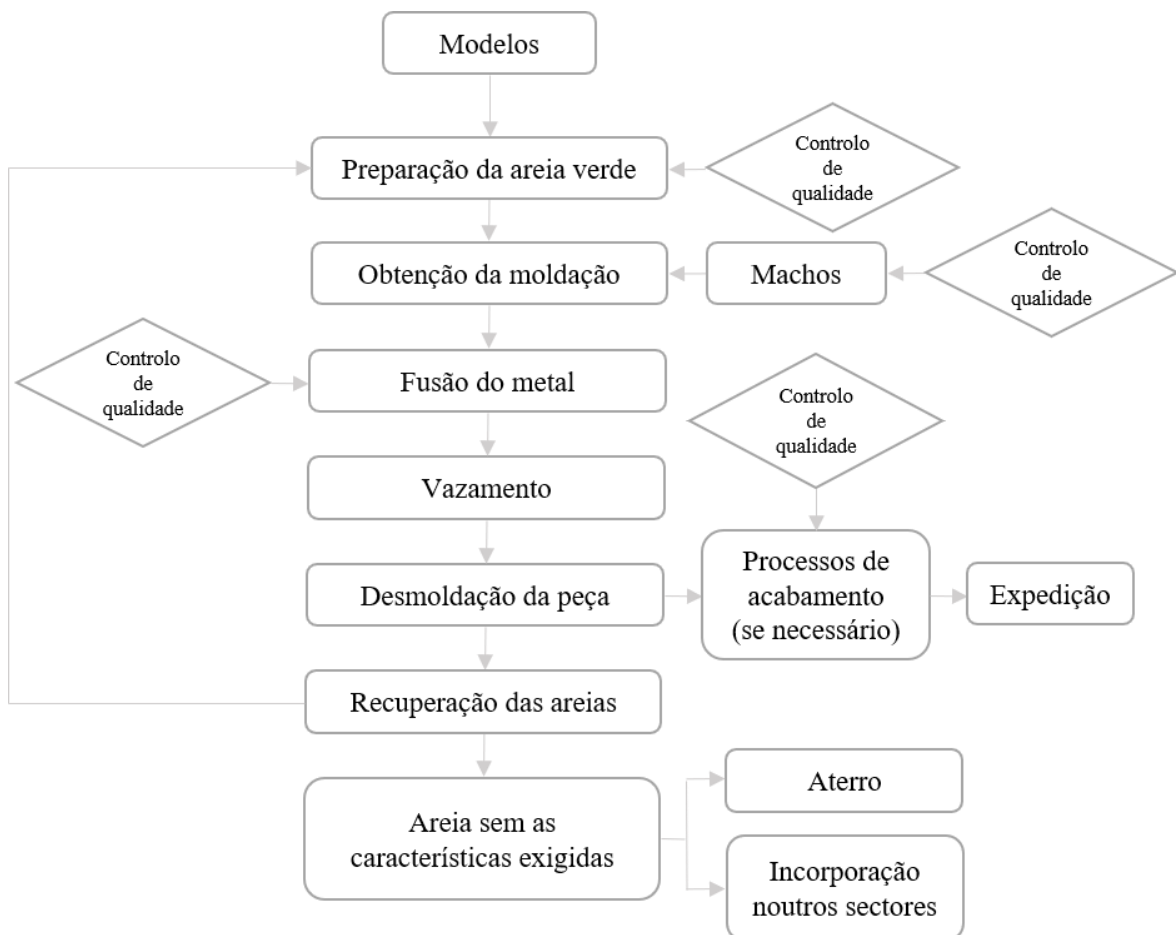 Modelos
Controlo
de
qualidade
Preparação da areia verde
Controlo
de
qualidade
Obtenção da moldação
Machos
Controlo
de
qualidade
Fusão do metal
Controlo
de
qualidade
Vazamento
Processos de
acabamento
(se necessário)
Desmoldação da peça
Expedição
Recuperação das areias
Aterro
Areia sem as
características exigidas
Incorporação
noutros sectores